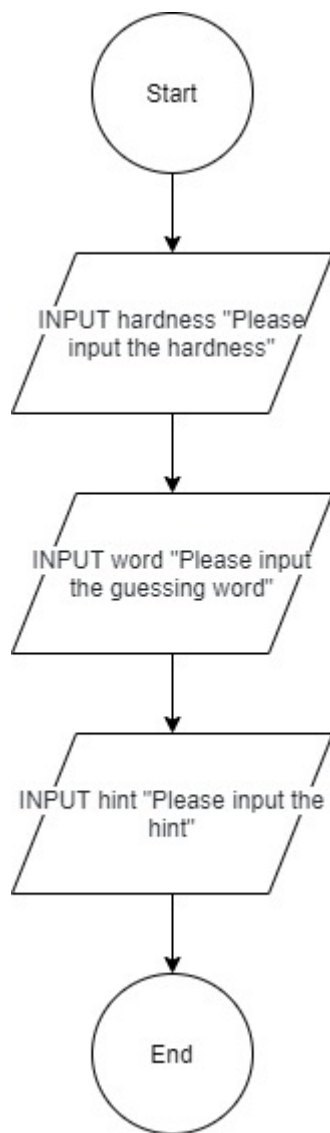 Start
INPUT hardness "Please
input the hardness"
INPUT word "Please input
the guessing word"
INPUT hint "Please input the
hint"
End